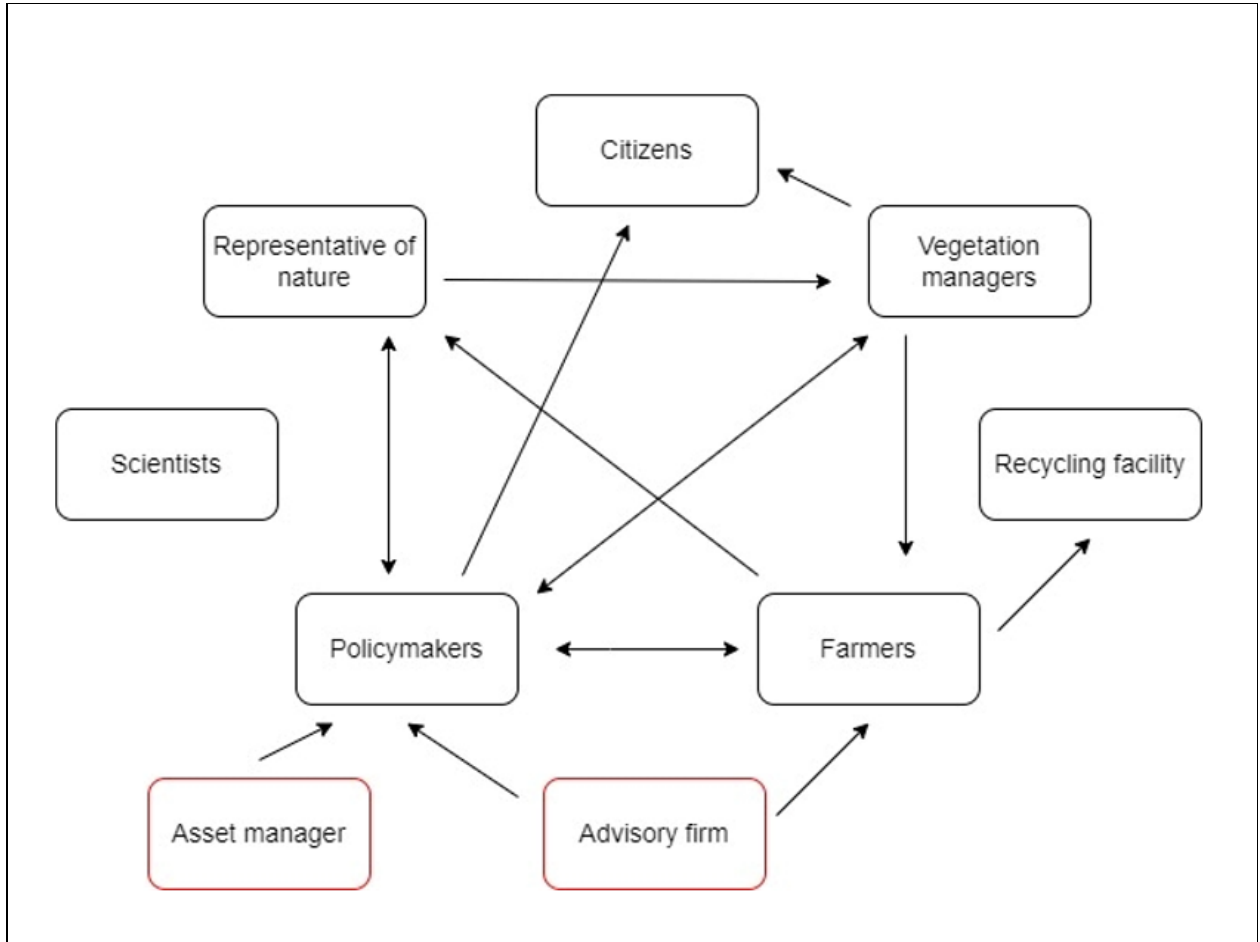 Citizens
Representative of
nature
Vegetation
managers
Scientists
Recycling facility
Policymakers
Farmers
Asset manager
Advisory firm